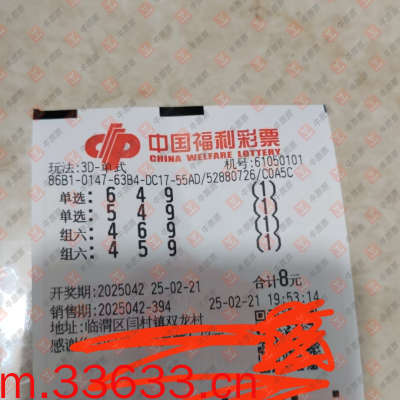 中国福利彩票
CHINA WELFARE LOTTERY
玩法:3D-单式 机号:61050101
86B1-0147-63B4-DC17-55AD/52880726/C0A5C
单选: 6 4 9 (1)
单选: 5 4 9 (1)
组六: 4 6 9 (1)
组六: 4 5 9 (1)
开奖期:2025042 25-02-21 合计8元
销售期:2025042-394 25-02-21 19:53:14
地址:临渭区闫村镇双龙村
感谢
m.33633.cn